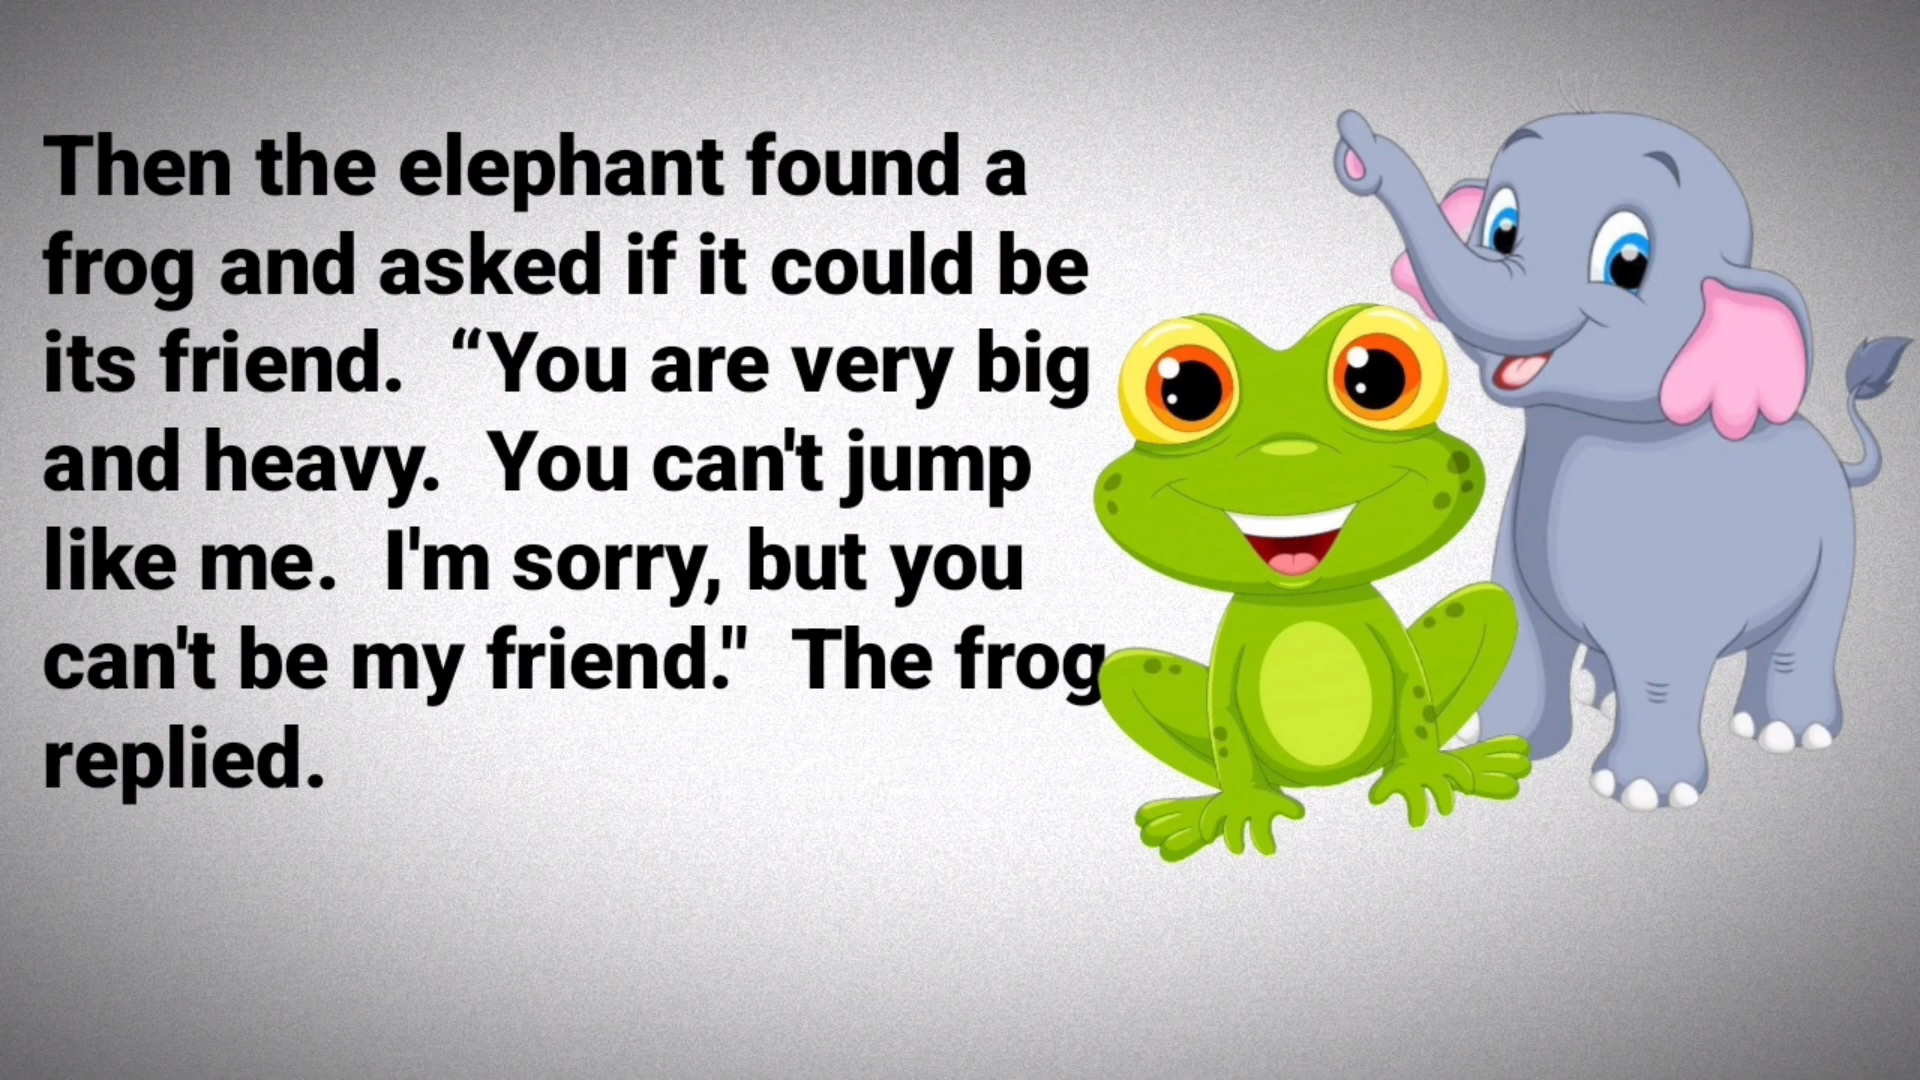 Then the elephant found a
frog and asked if it could be
its friend.  “You are very big
and heavy.  You can't jump
like me.  I'm sorry, but you
can't be my friend."  The frog
replied.